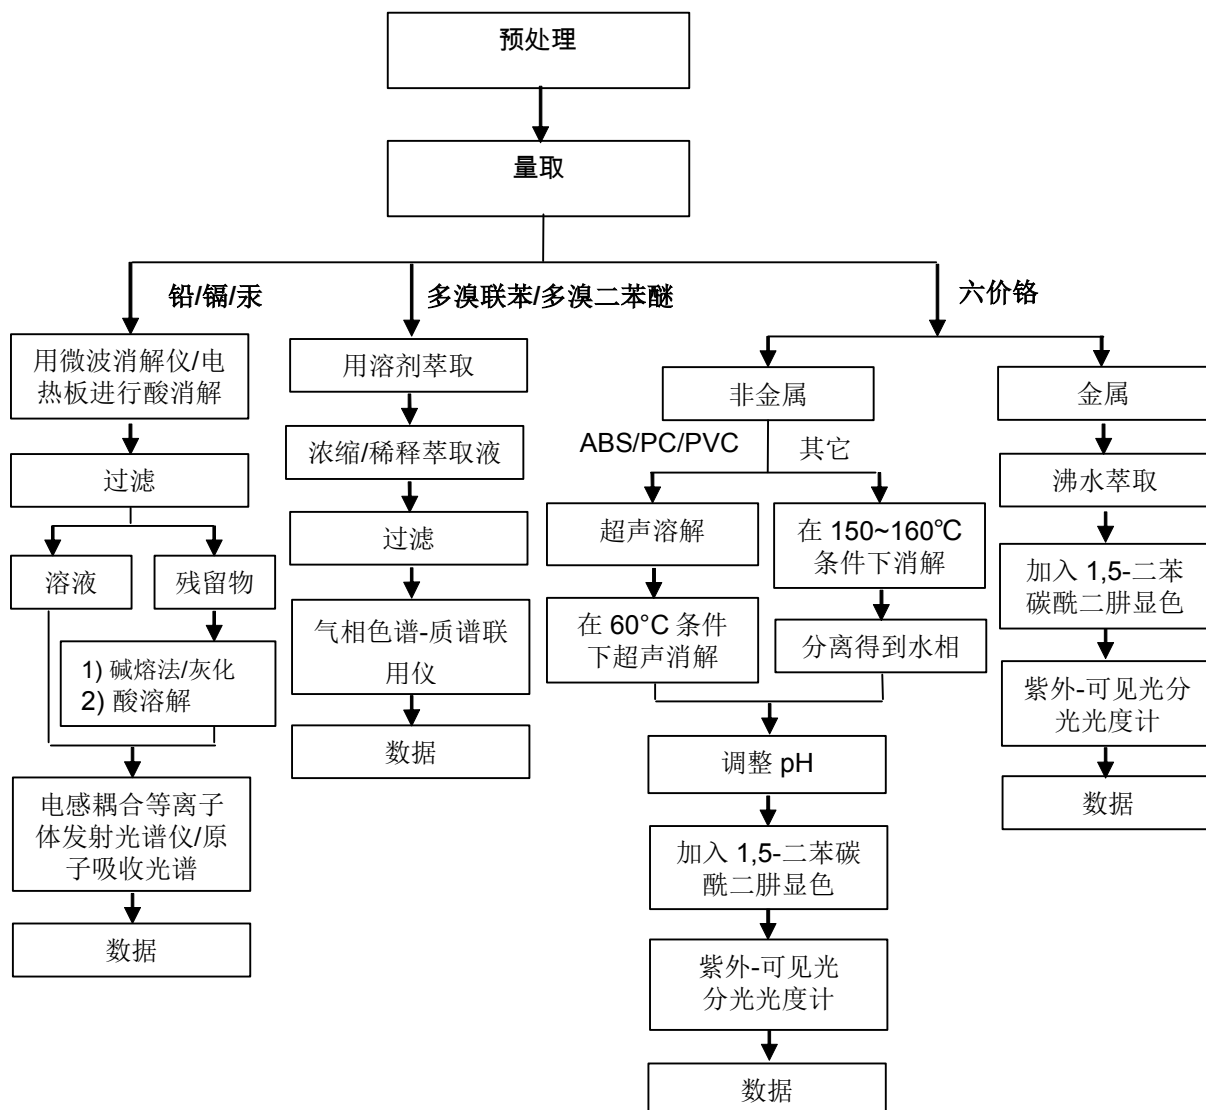 预处理
量取
铅/镉/汞
用微波消解仪/电
热板进行酸消解
过滤
溶液
残留物
1) 碱熔法/灰化
2) 酸溶解
电感耦合等离子
体发射光谱仪/原
子吸收光谱
数据
多溴联苯/多溴二苯醚
用溶剂萃取
浓缩/稀释萃取液
过滤
气相色谱-质谱联
用仪
数据
六价铬
非金属
ABS/PC/PVC
其它
超声溶解
在 60°C 条件
下超声消解
在 150~160℃
条件下消解
分离得到水相
调整 pH
加入 1,5-二苯碳
酰二肼显色
紫外-可见光
分光光度计
数据
金属
沸水萃取
加入 1,5-二苯
碳酰二肼显色
紫外-可见光分
光光度计
数据